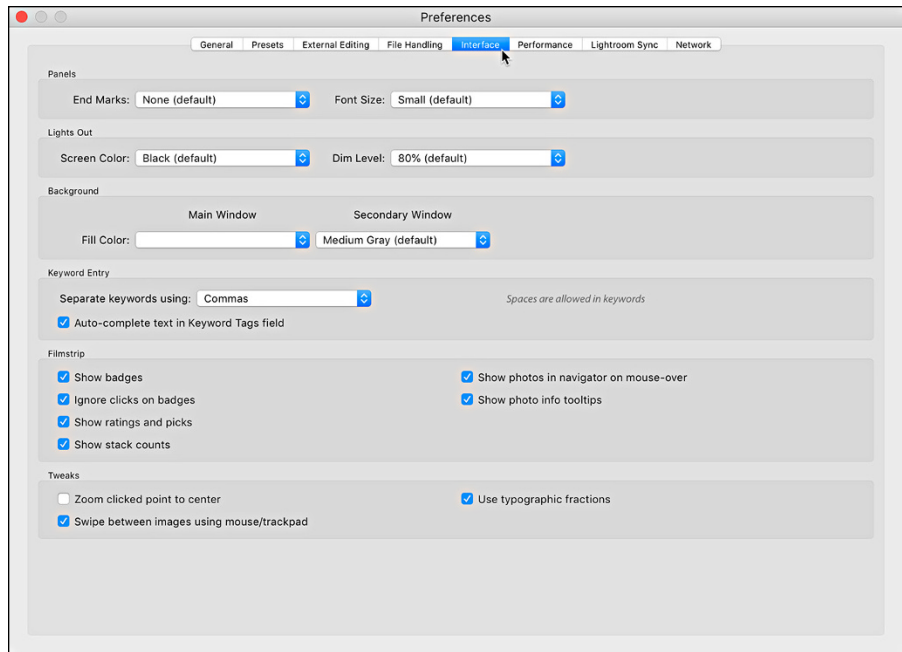 Preferences
General Presets External Editing File Handling Interface Performance Lightroom Sync Network
Panels
End Marks: None (default) Font Size: Small (default)
Lights Out
Screen Color: Black (default) Dim Level: 80% (default)
Background
Main Window Secondary Window
Fill Color: Medium Gray (default)
Keyword Entry
Separate keywords using: Commas Spaces are allowed in keywords
Auto-complete text in Keyword Tags field
Filmstrip
Show badges Show photos in navigator on mouse-over
Ignore clicks on badges Show photo info tooltips
Show ratings and picks
Show stack counts
Tweaks
Zoom clicked point to center Use typographic fractions
Swipe between images using mouse/trackpad